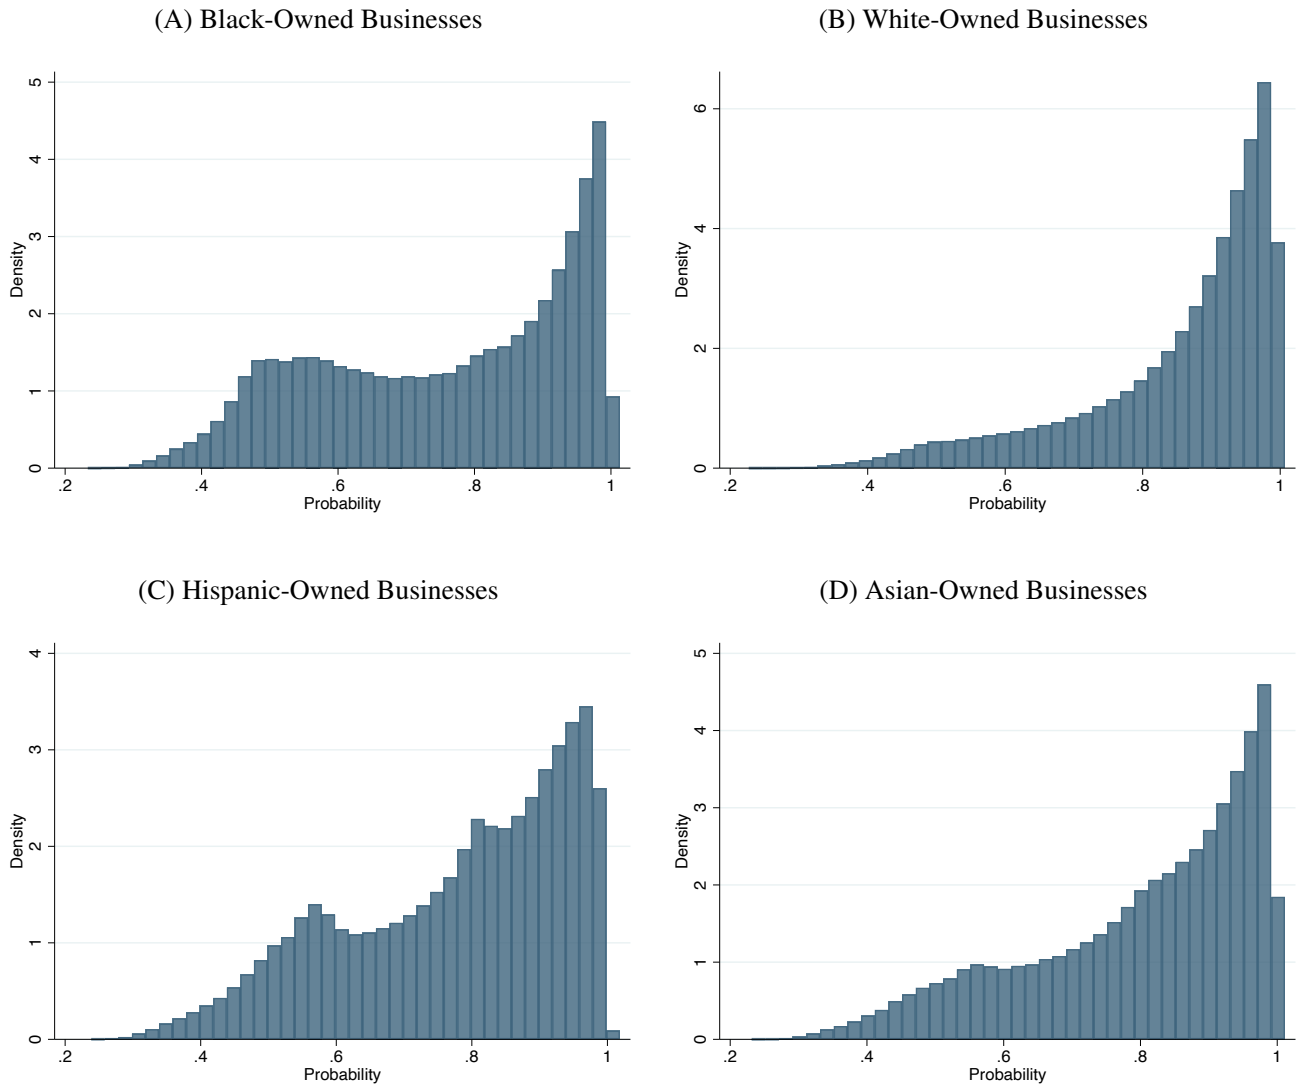 (A) Black-Owned Businesses
5
4
3
2
1
0
Density
.2 .4 .6 .8 1
Probability
(B) White-Owned Businesses
6
4
2
0
Density
.2 .4 .6 .8 1
Probability
(C) Hispanic-Owned Businesses
4
3
2
1
0
Density
.2 .4 .6 .8 1
Probability
(D) Asian-Owned Businesses
5
4
3
2
1
0
Density
.2 .4 .6 .8 1
Probability